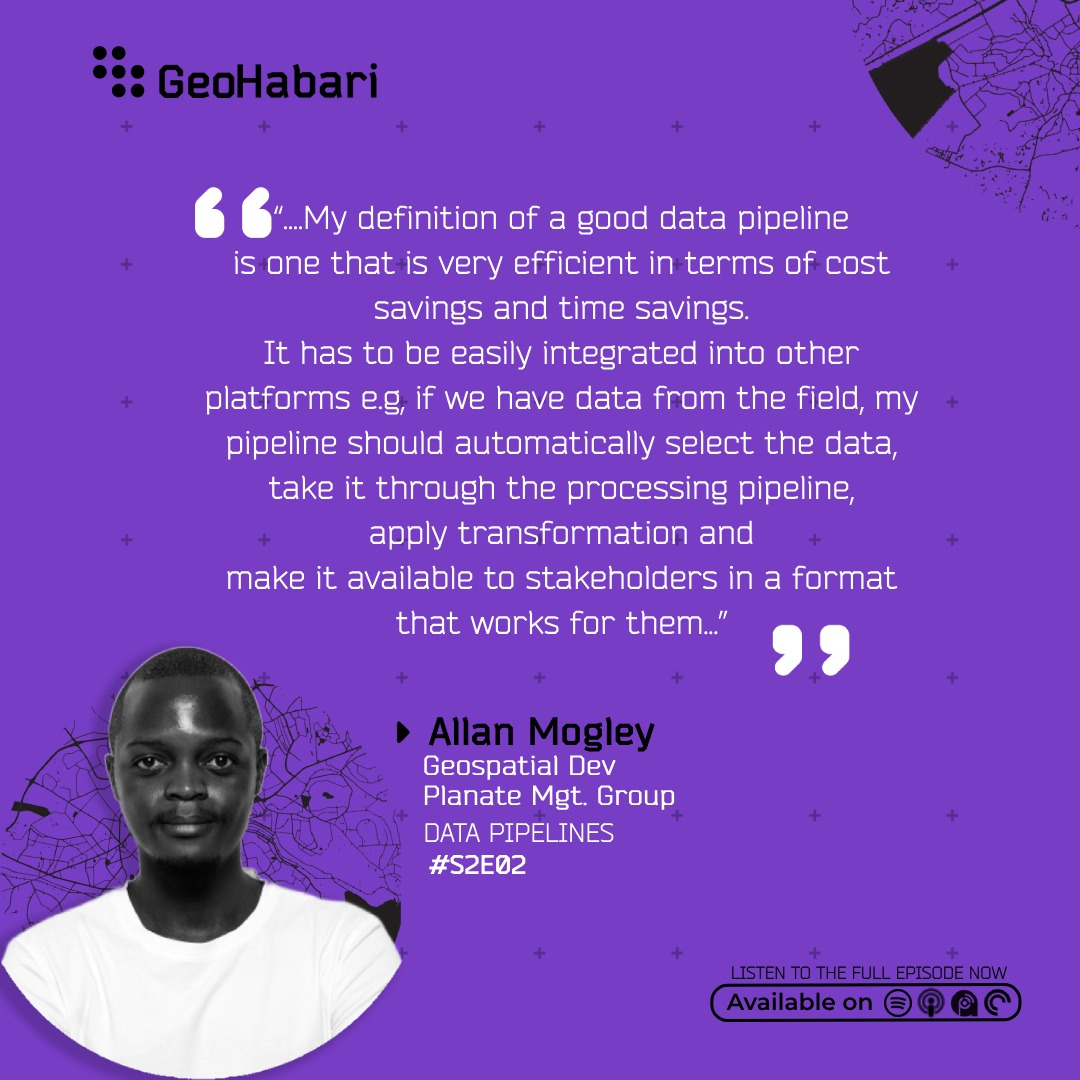 GeoHabari
“....My definition of a good data pipeline
is one that is very efficient in terms of cost
savings and time savings.
It has to be easily integrated into other
platforms e.g, if we have data from the field, my
pipeline should automatically select the data,
take it through the processing pipeline,
apply transformation and
make it available to stakeholders in a format
that works for them...”
Allan Mogley
Geospatial Dev
Planate Mgt. Group
DATA PIPELINES
#S2E02
LISTEN TO THE FULL EPISODE NOW
Available on